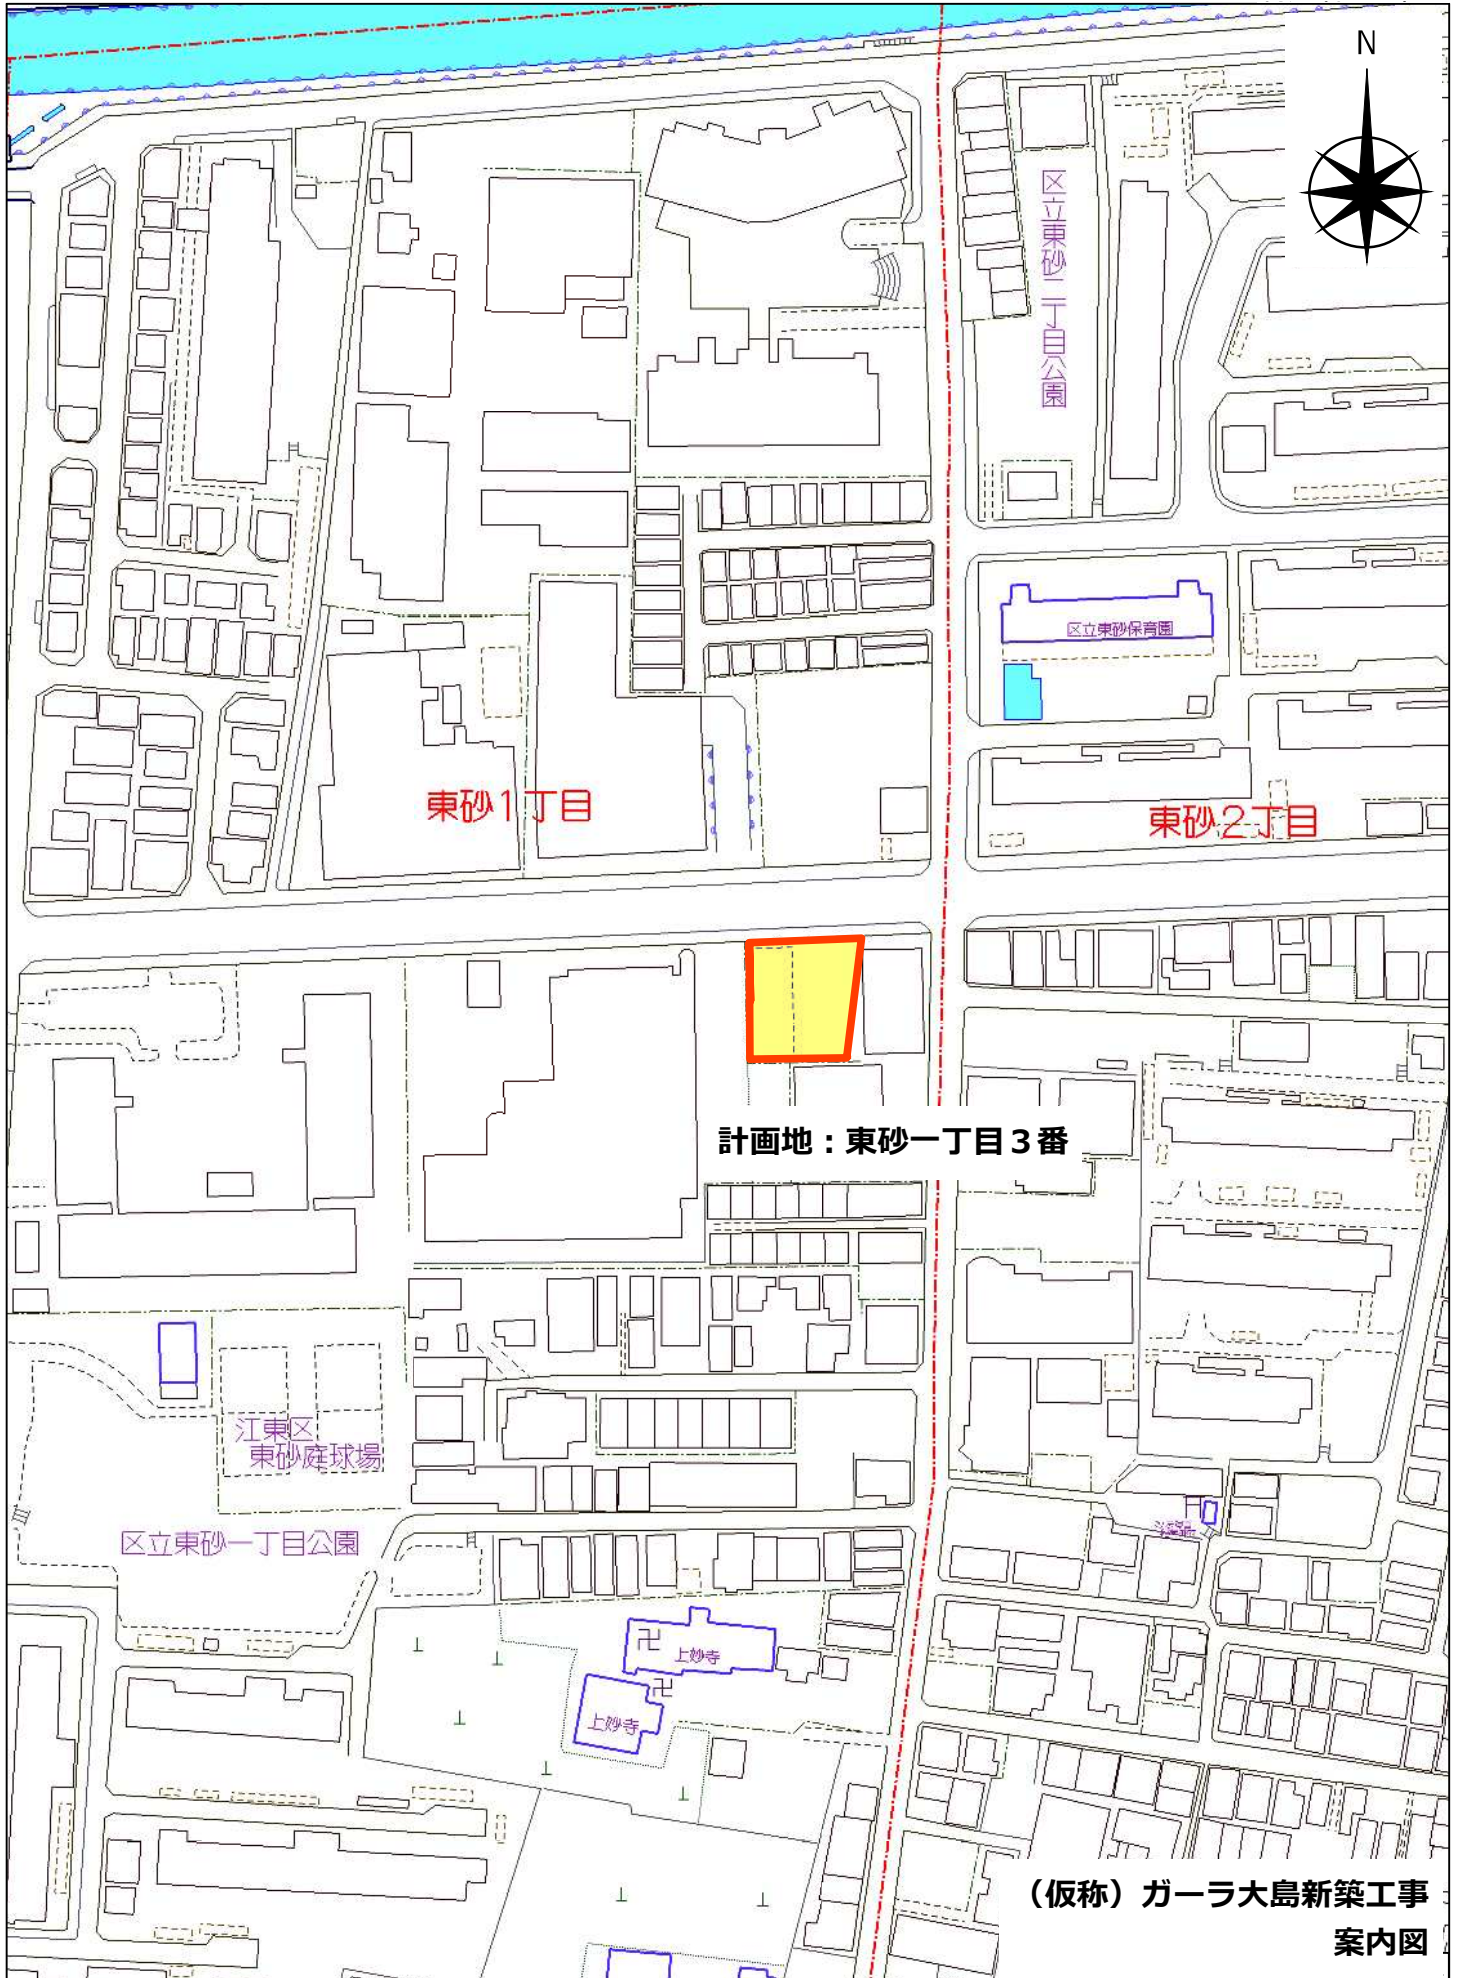 N
区立東砂二丁目公園
区立東砂保育園
東砂1丁目
東砂2丁目
計画地：東砂一丁目３番
江東区
東砂庭球場
区立東砂一丁目公園
卍
上妙寺
卍
上妙寺
（仮称）ガーラ大島新築工事
案内図